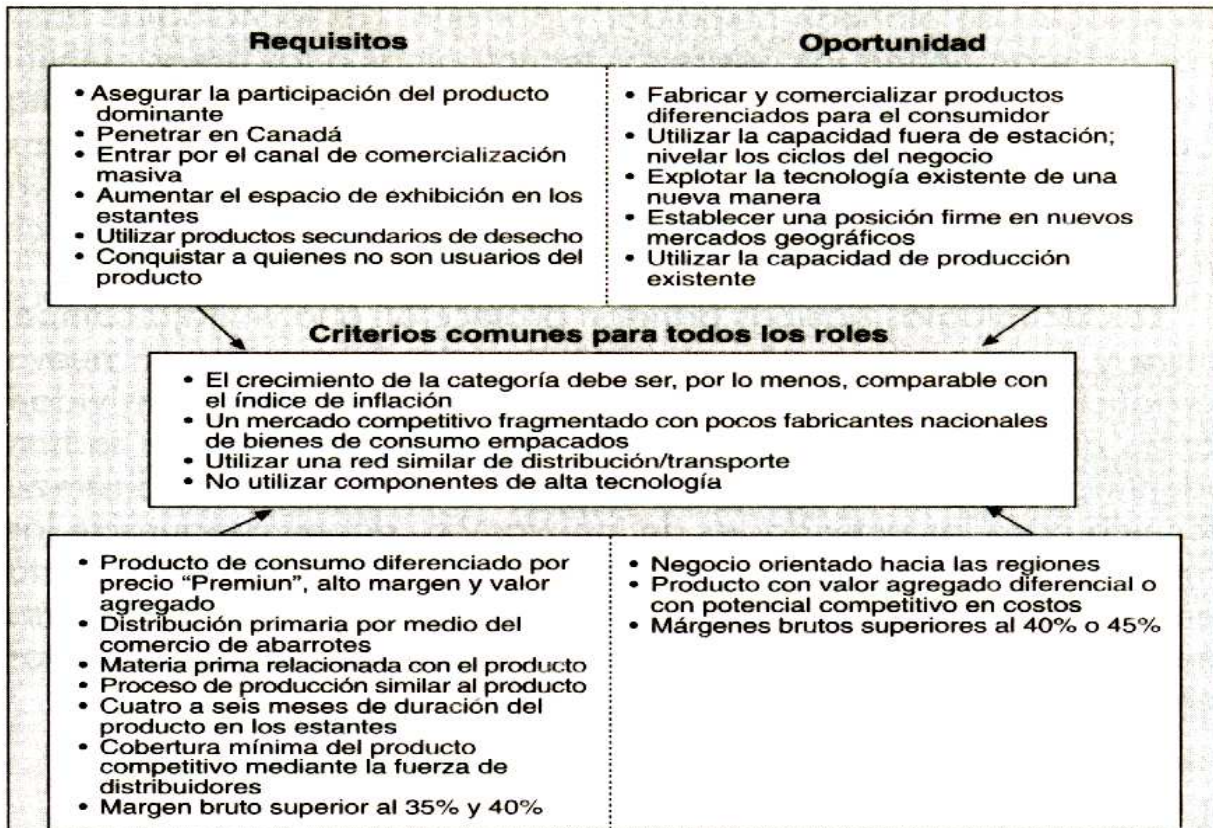 Requisitos
Oportunidad
• Asegurar la participación del producto
dominante
• Penetrar en Canadá
• Entrar por el canal de comercialización
masiva
• Aumentar el espacio de exhibición en los
estantes
• Utilizar productos secundarios de desecho
• Conquistar a quienes no son usuarios del
producto
• Fabricar y comercializar productos
diferenciados para el consumidor
• Utilizar la capacidad fuera de estación;
nivelar los ciclos del negocio
• Explotar la tecnología existente de una
nueva manera
• Establecer una posición firme en nuevos
mercados geográficos
• Utilizar la capacidad de producción
existente
Criterios comunes para todos los roles
• El crecimiento de la categoría debe ser, por lo menos, comparable con
el índice de inflación
• Un mercado competitivo fragmentado con pocos fabricantes nacionales
de bienes de consumo empacados
• Utilizar una red similar de distribución/transporte
• No utilizar componentes de alta tecnología
• Producto de consumo diferenciado por
precio “Premiun”, alto margen y valor
agregado
• Distribución primaria por medio del
comercio de abarrotes
• Materia prima relacionada con el producto
• Proceso de producción similar al producto
• Cuatro a seis meses de duración del
producto en los estantes
• Cobertura mínima del producto
competitivo mediante la fuerza de
distribuidores
• Margen bruto superior al 35% y 40%
• Negocio orientado hacia las regiones
• Producto con valor agregado diferencial o
con potencial competitivo en costos
• Márgenes brutos superiores al 40% o 45%